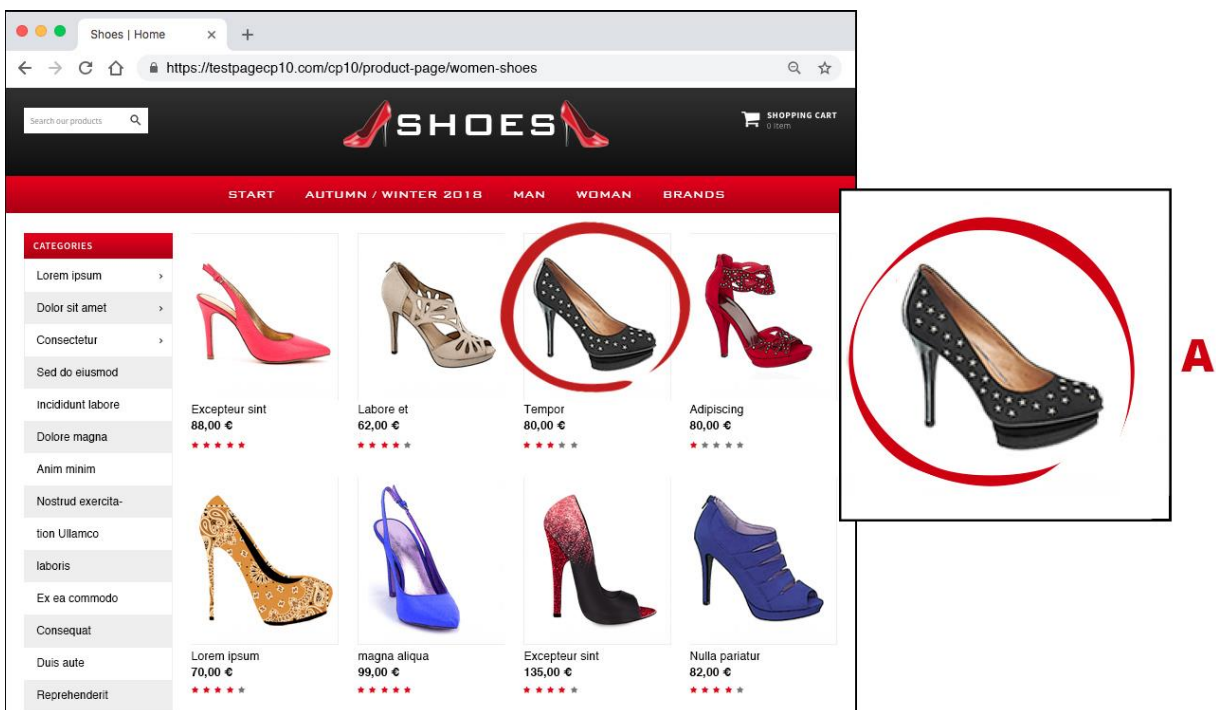 Shoes | Home
https://testpagecp10.com/cp10/product-page/women-shoes
Search our products
SHOES
SHOPPING CART
0 Item
START AUTUMN / WINTER 2018 MAN WOMAN BRANDS
CATEGORIES
Lorem ipsum
Dolor sit amet
Consectetur
Sed do eiusmod
Incididunt labore
Dolore magna
Anim minim
Nostrud exercita-
tion Ullamco
laboris
Ex ea commodo
Consequat
Duis aute
Reprehenderit
Excepteur sint
88,00 €
Labore et
62,00 €
Tempor
80,00 €
Adipiscing
80,00 €
Lorem ipsum
70,00 €
magna aliqua
99,00 €
Excepteur sint
135,00 €
Nulla pariatur
82,00 €
A